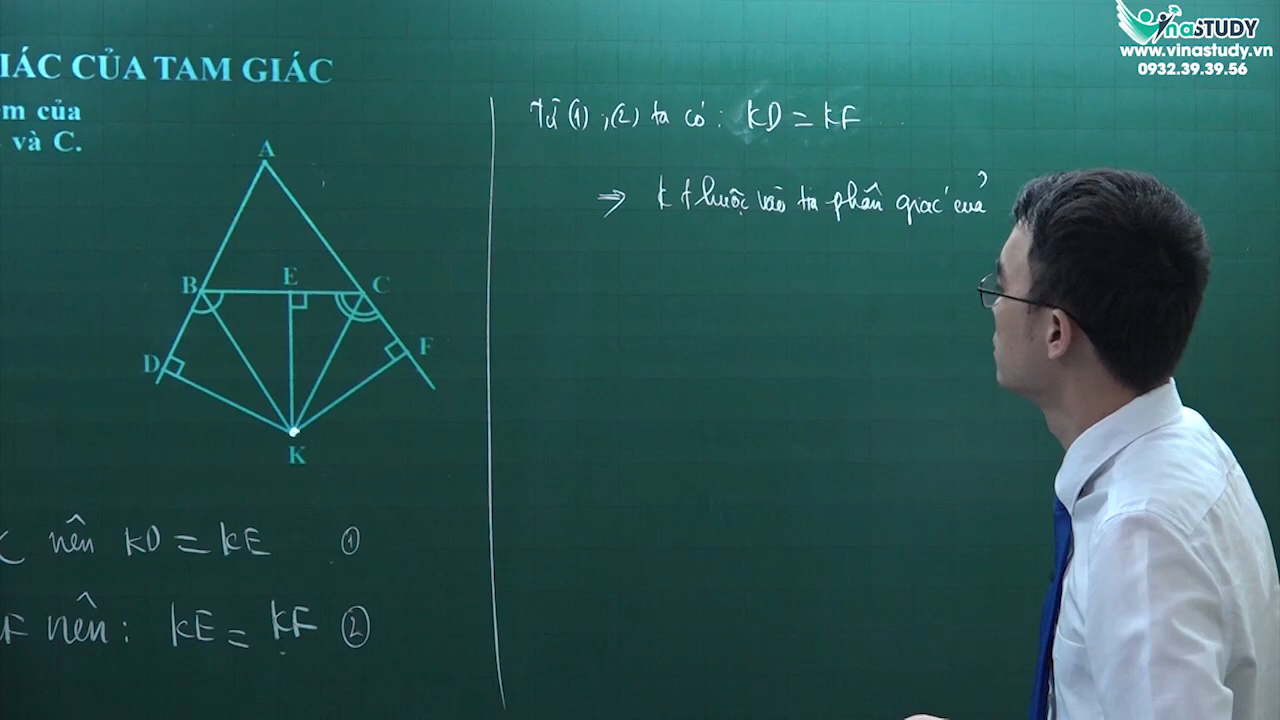 IÁC CỦA TAM GIÁC
m của
và C.
A
B
E
C
D
F
K
nên KD = KE ①
F nên: KE = KF ②
Từ (1), (2) ta có: KD = KF
⇒ K thuộc vào tia phân giác của
VinaSTUDY
www.vinastudy.vn
0932.39.39.56